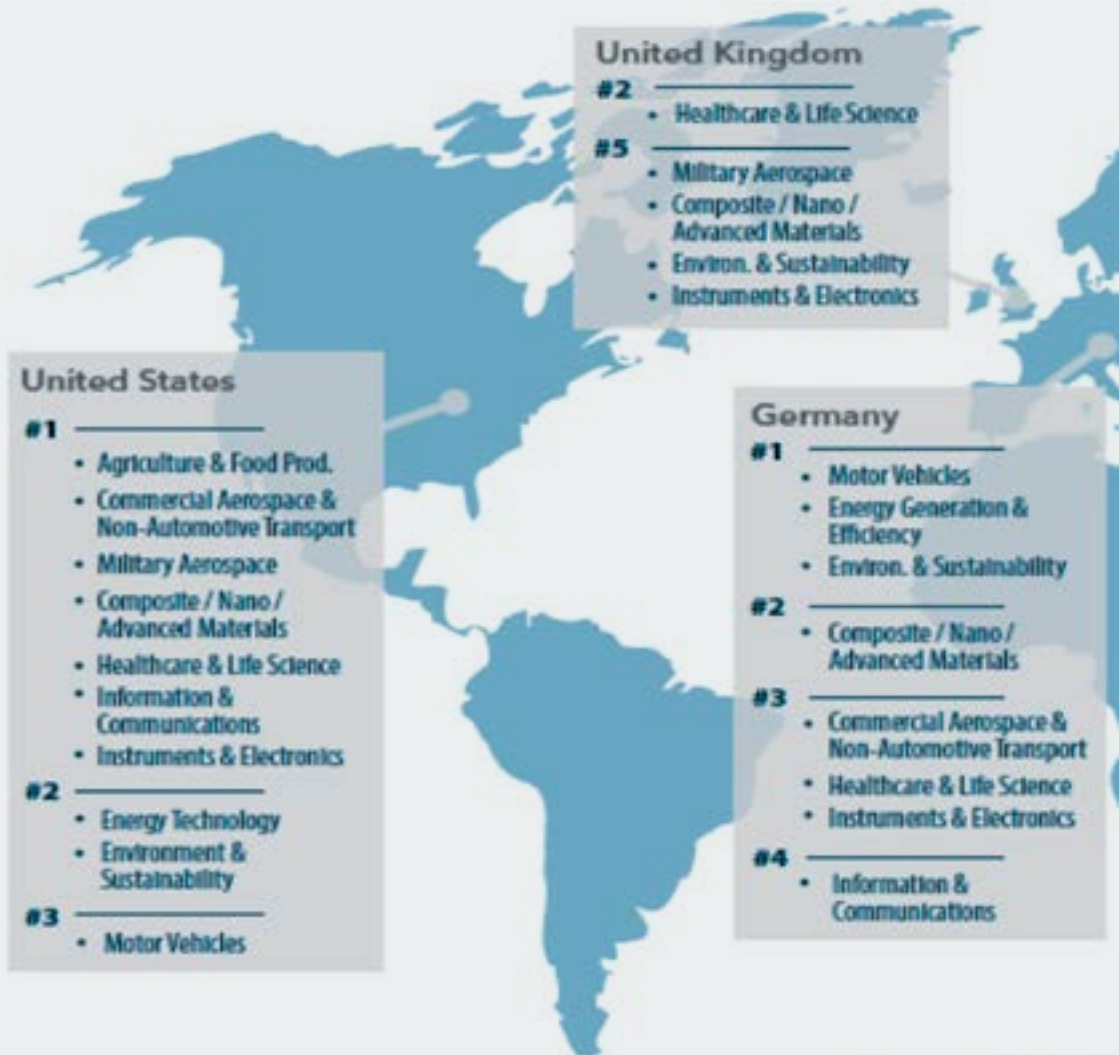 United Kingdom
#2
• Healthcare & Life Science
#5
• Military Aerospace
• Composite / Nano /
Advanced Materials
• Environ. & Sustainability
• Instruments & Electronics
United States
#1
• Agriculture & Food Prod.
• Commercial Aerospace &
Non-Automotive Transport
• Military Aerospace
• Composite / Nano /
Advanced Materials
• Healthcare & Life Science
• Information &
Communications
• Instruments & Electronics
#2
• Energy Technology
• Environment &
Sustainability
#3
• Motor Vehicles
Germany
#1
• Motor Vehicles
• Energy Generation &
Efficiency
• Environ. & Sustainability
#2
• Composite / Nano /
Advanced Materials
#3
• Commercial Aerospace &
Non-Automotive Transport
• Healthcare & Life Science
• Instruments & Electronics
#4
• Information &
Communications